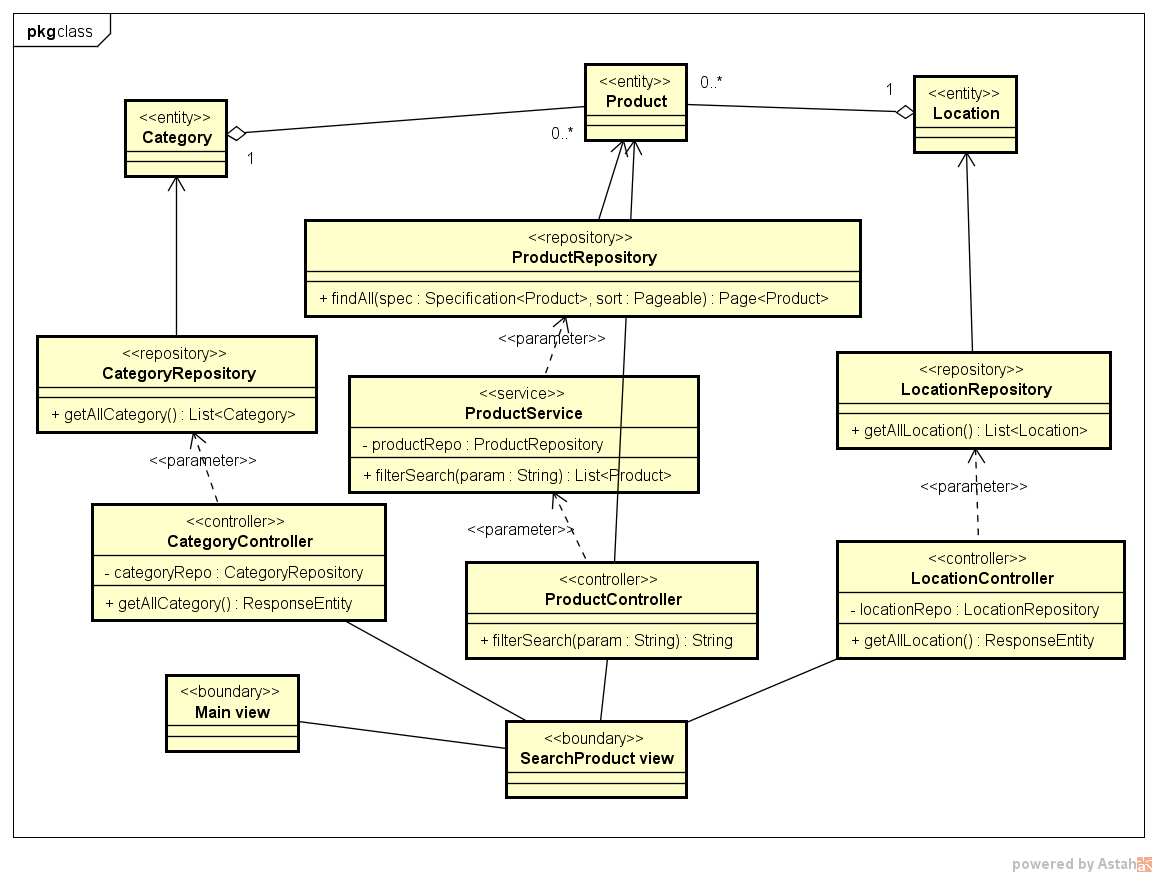 pkgclass
<<entity>>
Product
0..*
1
<<entity>>
Location
<<entity>>
Category
0..*
1
<<repository>>
ProductRepository
+ findAll(spec : Specification<Product>, sort : Pageable) : Page<Product>
<<parameter>>
<<repository>>
CategoryRepository
+ getAllCategory() : List<Category>
<<repository>>
LocationRepository
+ getAllLocation() : List<Location>
<<service>>
ProductService
- productRepo : ProductRepository
+ filterSearch(param : String) : List<Product>
<<parameter>>
<<parameter>>
<<parameter>>
<<controller>>
CategoryController
- categoryRepo : CategoryRepository
+ getAllCategory() : ResponseEntity
<<controller>>
ProductController
+ filterSearch(param : String) : String
<<controller>>
LocationController
- locationRepo : LocationRepository
+ getAllLocation() : ResponseEntity
<<boundary>>
Main view
<<boundary>>
SearchProduct view
powered by Astah